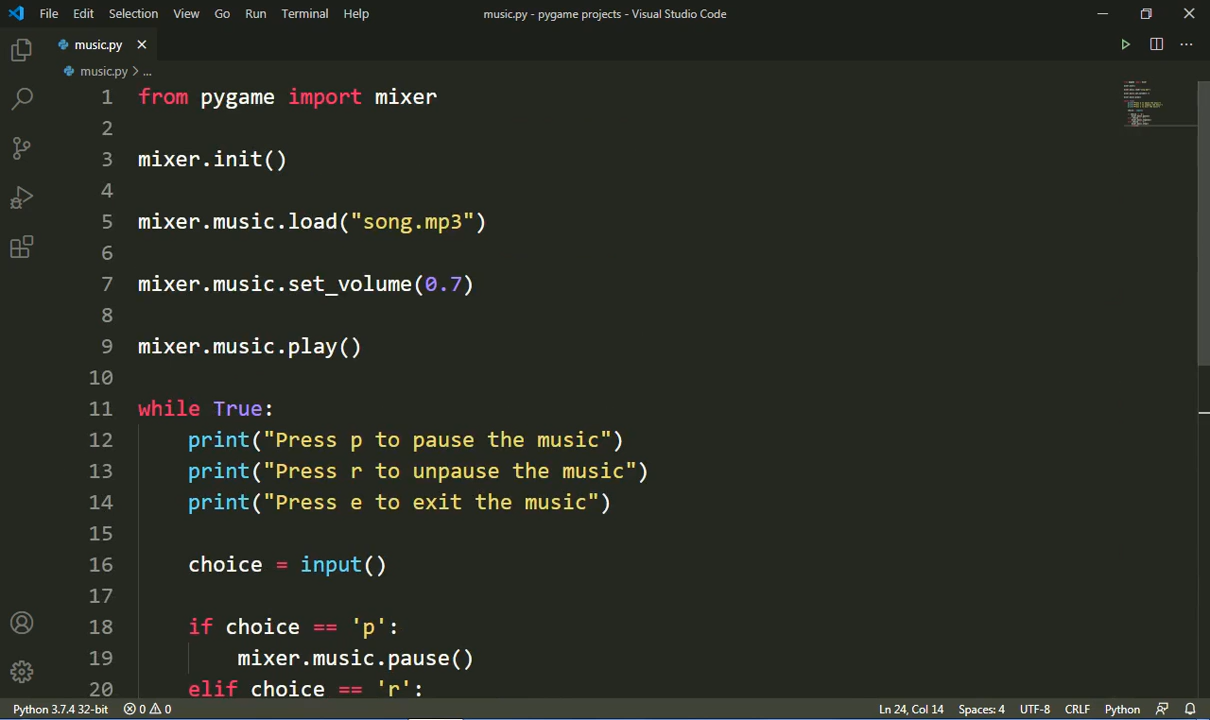 File Edit Selection View Go Run Terminal Help music.py - pygame projects - Visual Studio Code
music.py
music.py > ...
1 from pygame import mixer
2
3 mixer.init()
4
5 mixer.music.load("song.mp3")
6
7 mixer.music.set_volume(0.7)
8
9 mixer.music.play()
10
11 while True:
12     print("Press p to pause the music")
13     print("Press r to unpause the music")
14     print("Press e to exit the music")
15
16     choice = input()
17
18     if choice == 'p':
19         mixer.music.pause()
20     elif choice == 'r':
Python 3.7.4 32-bit 0 0 Ln 24, Col 14 Spaces: 4 UTF-8 CRLF Python